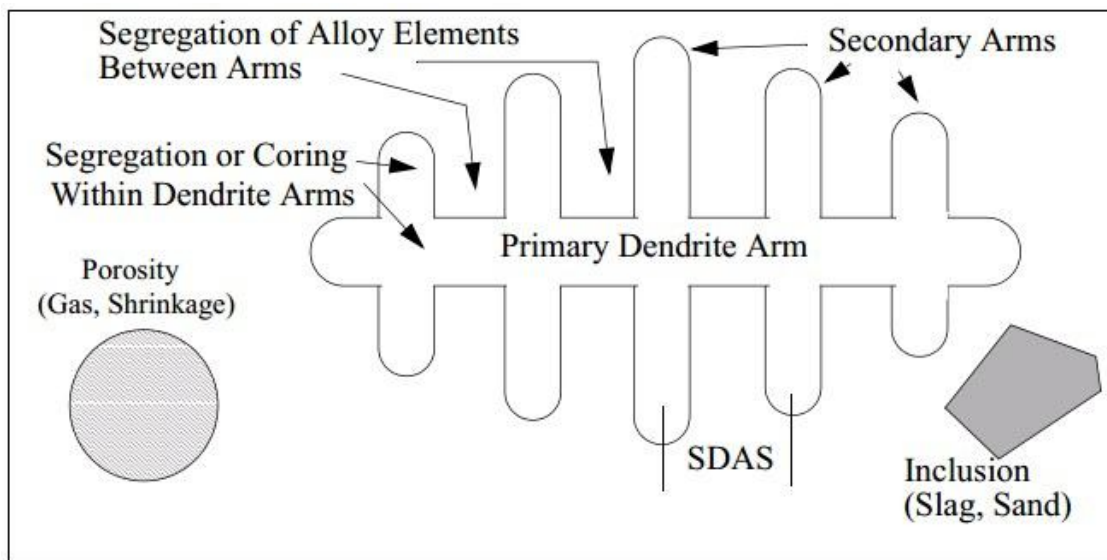 Segregation of Alloy Elements
Between Arms
Secondary Arms
Segregation or Coring
Within Dendrite Arms
Primary Dendrite Arm
Porosity
(Gas, Shrinkage)
SDAS
Inclusion
(Slag, Sand)